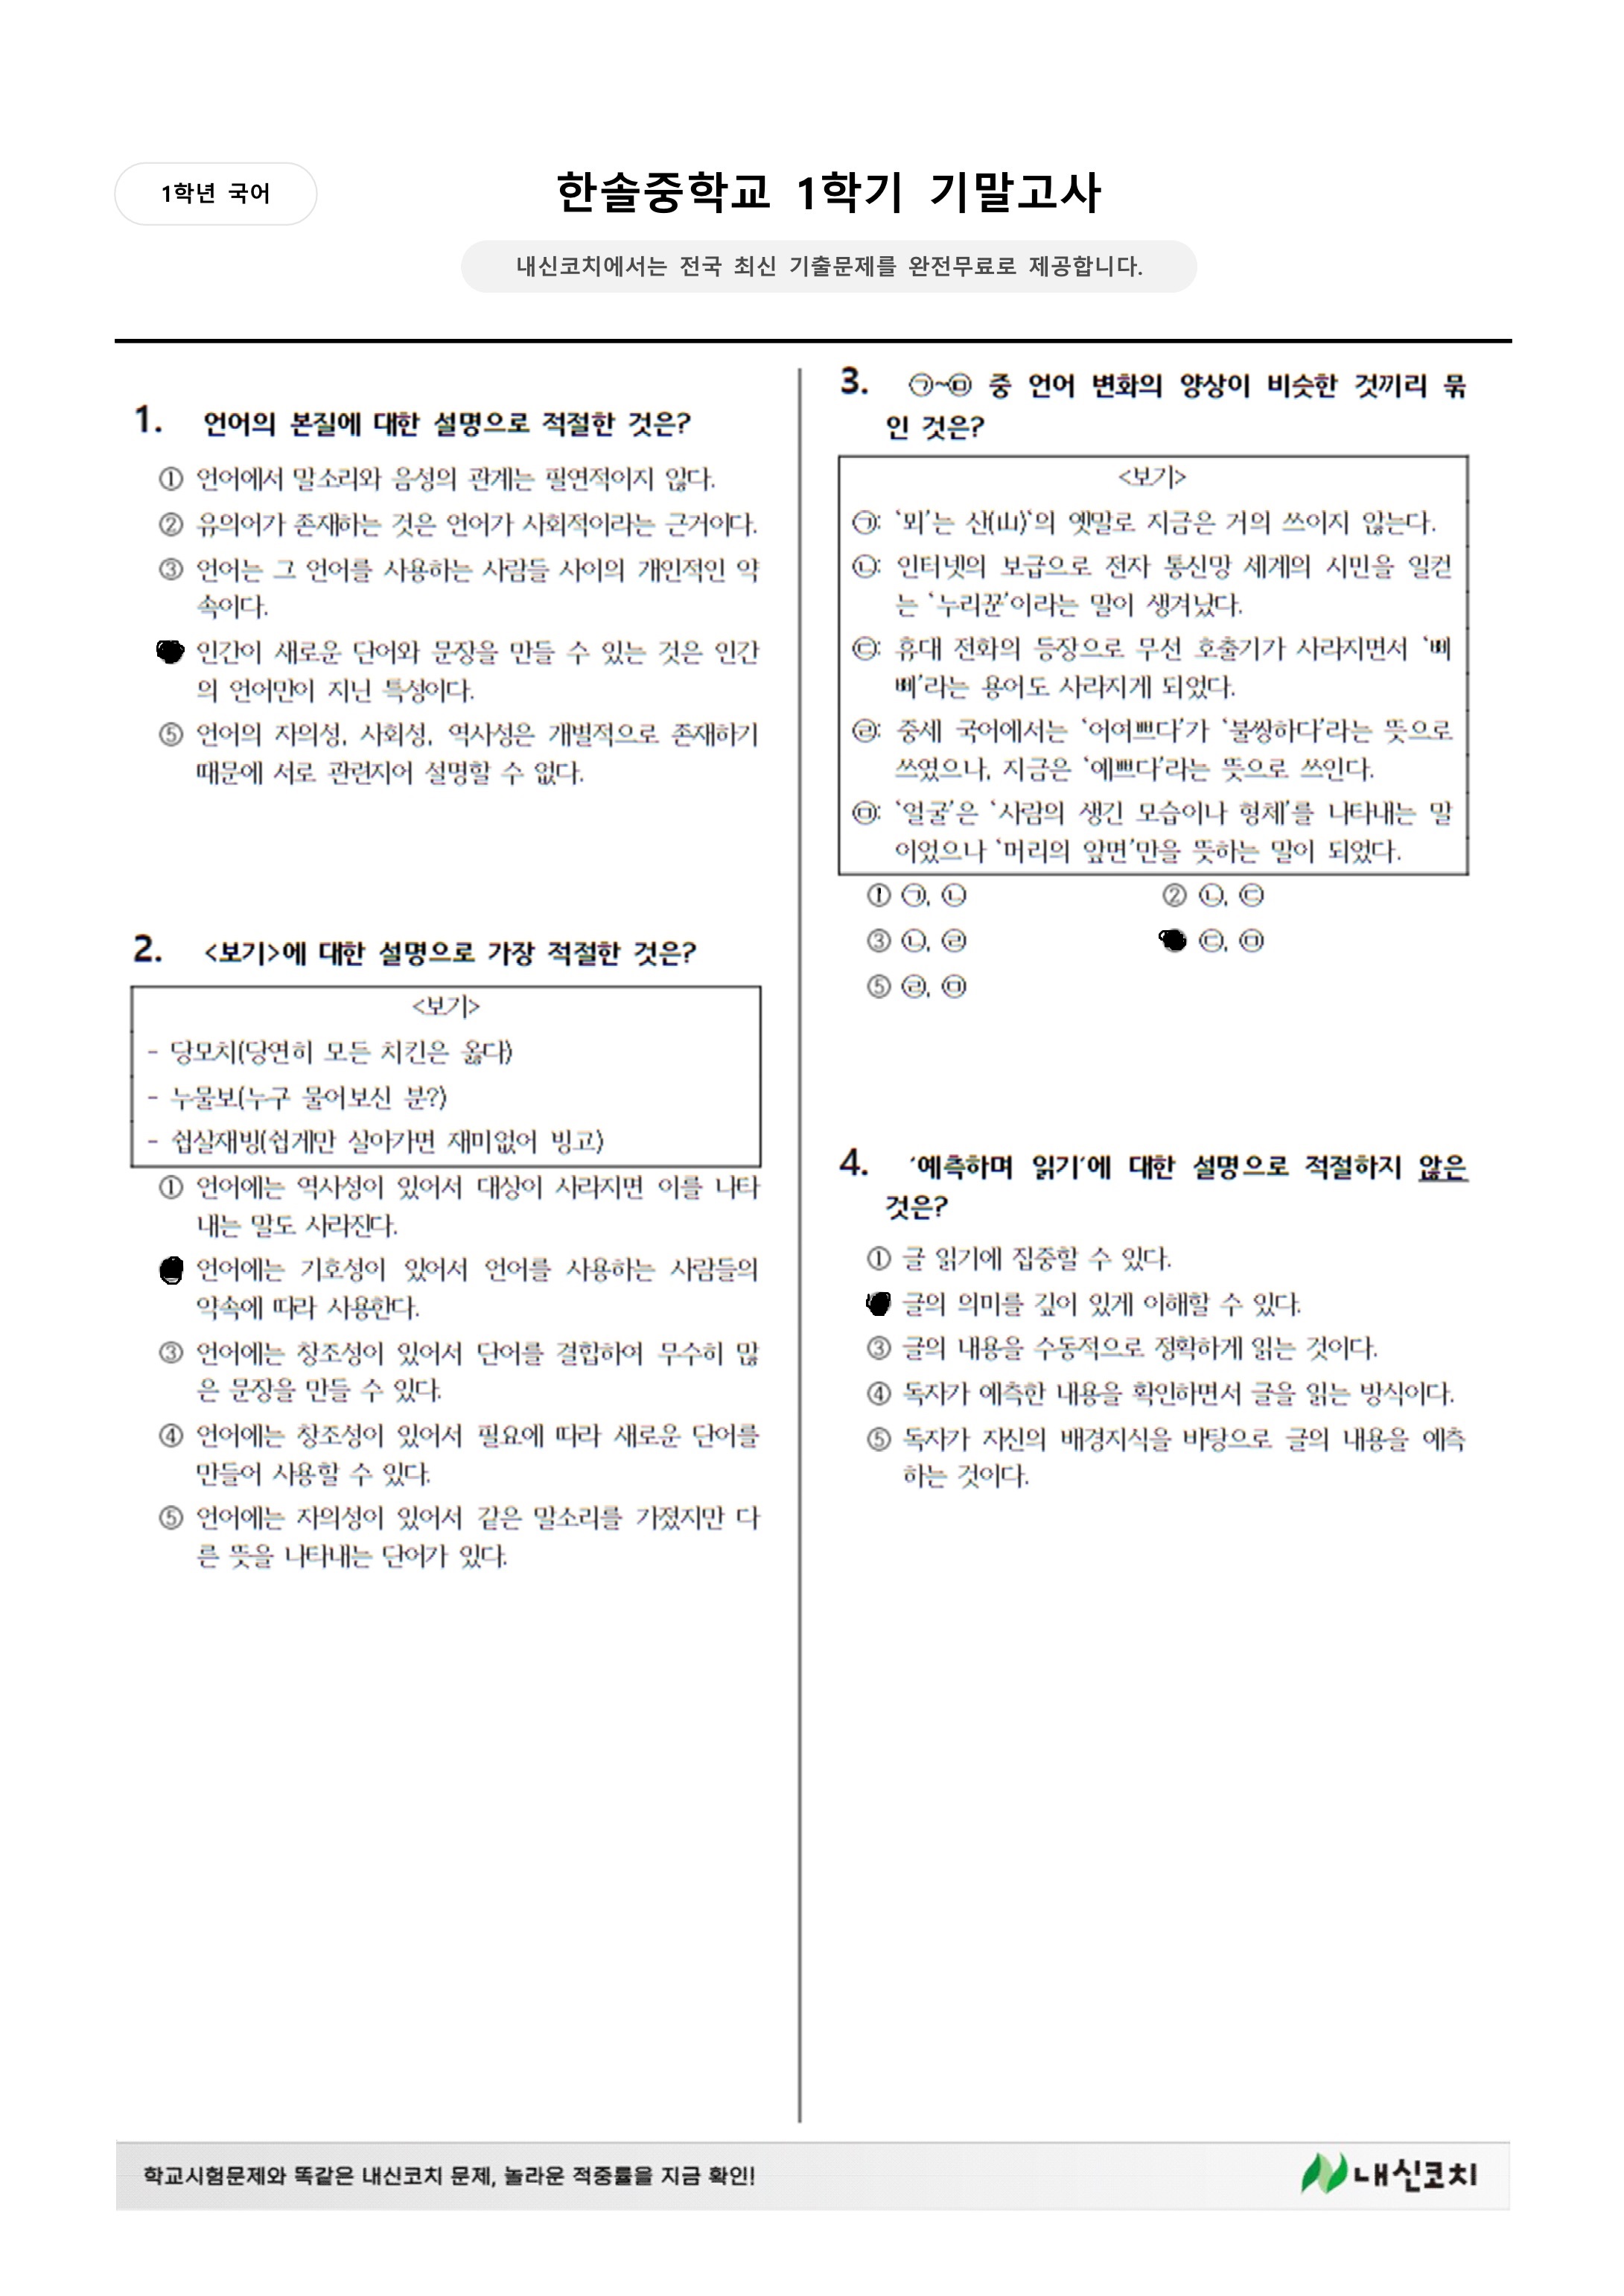 1학년 국어
한솔중학교 1학기 기말고사
내신코치에서는 전국 최신 기출문제를 완전무료로 제공합니다.
1. 언어의 본질에 대한 설명으로 적절한 것은?
① 언어에서 말소리와 음성의 관계는 필연적이지 않다.
② 유의어가 존재하는 것은 언어가 사회적이라는 근거이다.
③ 언어는 그 언어를 사용하는 사람들 사이의 개인적인 약
속이다.
인간이 새로운 단어와 문장을 만들 수 있는 것은 인간
의 언어만이 지닌 특성이다.
⑤ 언어의 자의성, 사회성, 역사성은 개별적으로 존재하기
때문에 서로 관련지어 설명할 수 없다.
2. <보기>에 대한 설명으로 가장 적절한 것은?
<보기>
- 당모치(당연히 모든 치킨은 옳다)
- 누물보(누구 물어보신 분?)
- 쉽살재빙(쉽게만 살아가면 재미없어 빙고)
① 언어에는 역사성이 있어서 대상이 사라지면 이를 나타
내는 말도 사라진다.
언어에는 기호성이 있어서 언어를 사용하는 사람들의
약속에 따라 사용한다.
③ 언어에는 창조성이 있어서 단어를 결합하여 무수히 많
은 문장을 만들 수 있다.
④ 언어에는 창조성이 있어서 필요에 따라 새로운 단어를
만들어 사용할 수 있다.
⑤ 언어에는 자의성이 있어서 같은 말소리를 가졌지만 다
른 뜻을 나타내는 단어가 있다.
3. ㉠~㉤ 중 언어 변화의 양상이 비슷한 것끼리 묶
인 것은?
<보기>
㉠: ‘뫼’는 산(山)‘의 옛말로 지금은 거의 쓰이지 않는다.
㉡: 인터넷의 보급으로 전자 통신망 세계의 시민을 일컫
는 ‘누리꾼’이라는 말이 생겨났다.
㉢: 휴대 전화의 등장으로 무선 호출기가 사라지면서 ‘삐
삐’라는 용어도 사라지게 되었다.
㉣: 중세 국어에서는 ‘어여쁘다’가 ‘불쌍하다’라는 뜻으로
쓰였으나, 지금은 ‘예쁘다’라는 뜻으로 쓰인다.
㉤: ‘얼굴’은 ‘사람의 생긴 모습이나 형체’를 나타내는 말
이었으나 ‘머리의 앞면’만을 뜻하는 말이 되었다.
① ㉠, ㉡ ② ㉡, ㉢
③ ㉡, ㉣ ㉢, ㉤
⑤ ㉣, ㉤
4. ‘예측하며 읽기’에 대한 설명으로 적절하지 않은
것은?
① 글 읽기에 집중할 수 있다.
글의 의미를 깊이 있게 이해할 수 있다.
③ 글의 내용을 수동적으로 정확하게 읽는 것이다.
④ 독자가 예측한 내용을 확인하면서 글을 읽는 방식이다.
⑤ 독자가 자신의 배경지식을 바탕으로 글의 내용을 예측
하는 것이다.
학교시험문제와 똑같은 내신코치 문제, 놀라운 적중률을 지금 확인!
내신코치